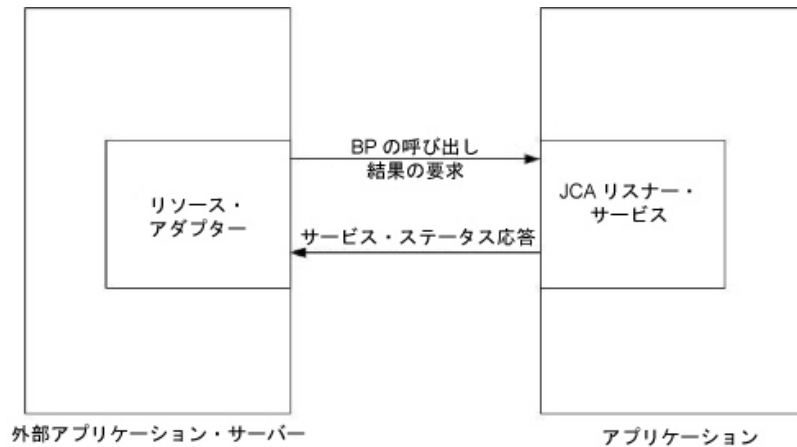 BP の呼び出し
結果の要求
リソース・
アダプター
JCA リスナー・
サービス
サービス・ステータス応答
外部アプリケーション・サーバー
アプリケーション